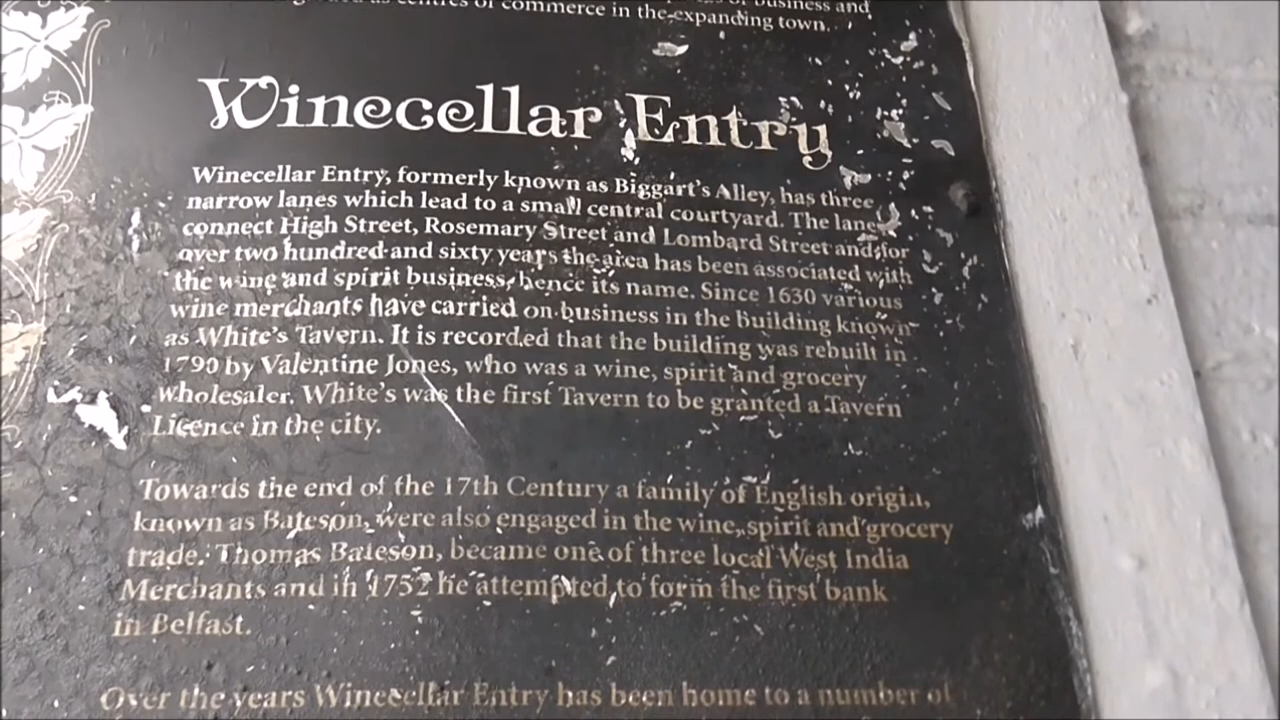 as centres of commerce in the expanding town.
business and
Winecellar Entry
Winecellar Entry, formerly known as Biggart's Alley, has three
narrow lanes which lead to a small central courtyard. The lanes
connect High Street, Rosemary Street and Lombard Street and for
over two hundred and sixty years the area has been associated with
the wine and spirit business, hence its name. Since 1630 various
wine merchants have carried on business in the building known
as White's Tavern. It is recorded that the building was rebuilt in
1790 by Valentine Jones, who was a wine, spirit and grocery
wholesaler. White's was the first Tavern to be granted a Tavern
Licence in the city.
Towards the end of the 17th Century a family of English origin,
known as Bateson, were also engaged in the wine, spirit and grocery
trade. Thomas Bateson, became one of three local West India
Merchants and in 1752 he attempted to form the first bank
in Belfast.
Over the years Winecellar Entry has been home to a number of